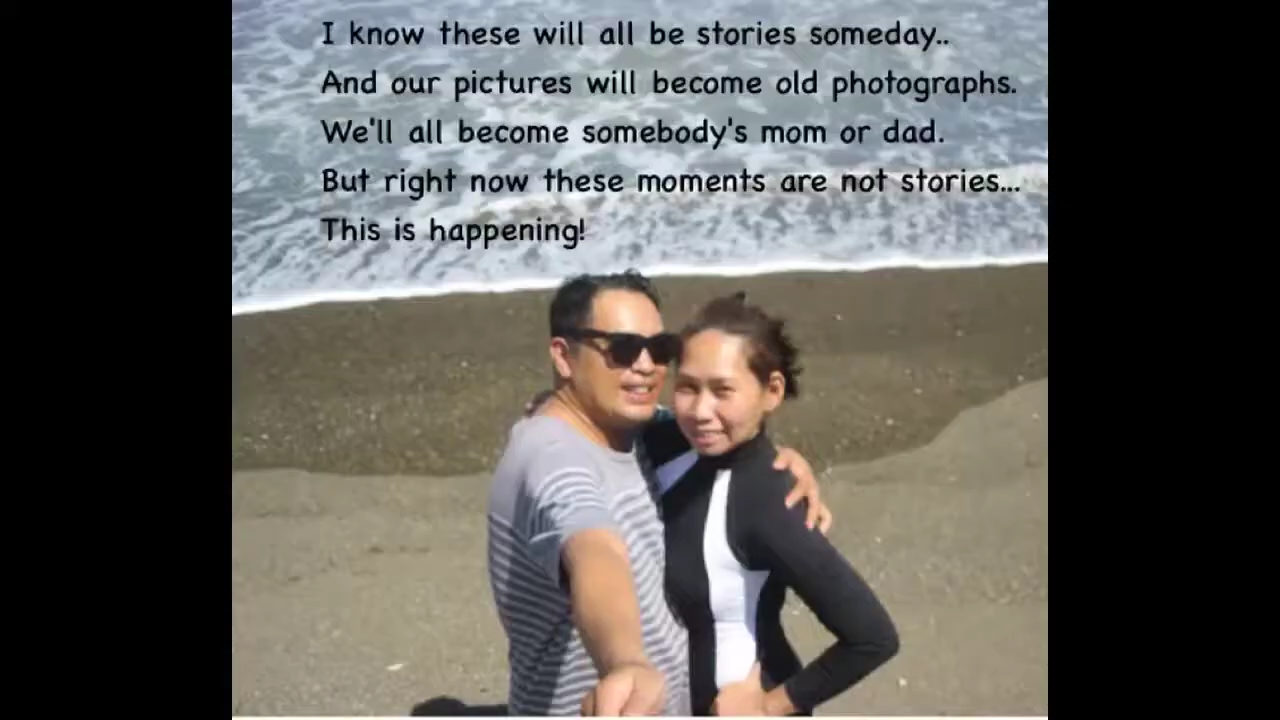 I know these will all be stories someday..
And our pictures will become old photographs.
We'll all become somebody's mom or dad.
But right now these moments are not stories...
This is happening!